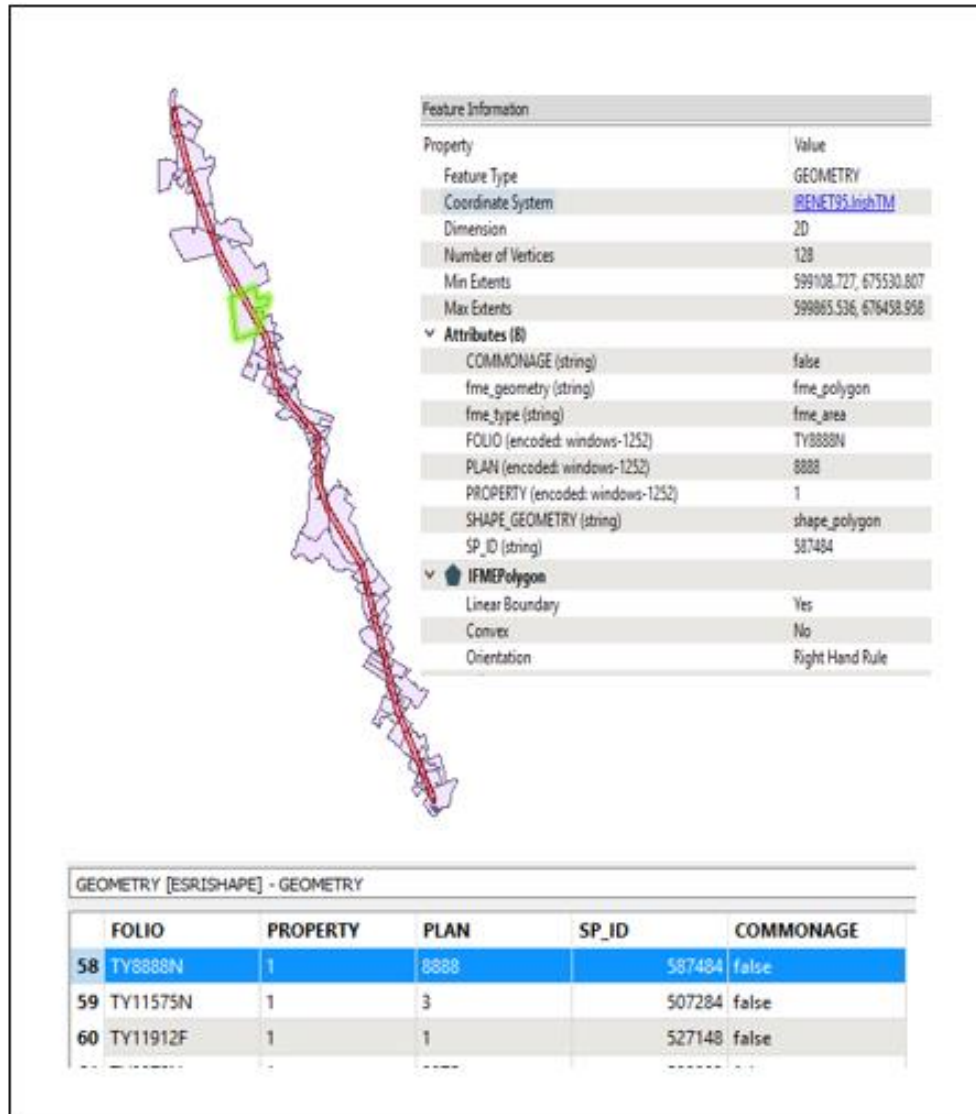 Feature Information
Property Value
Feature Type GEOMETRY
Coordinate System IRENET95.IrishTM
Dimension 2D
Number of Vertices 128
Min Extents 599108.727, 675530.807
Max Extents 599865.536, 676458.958
Attributes (8)
COMMONAGE (string) false
fme_geometry (string) fme_polygon
fme_type (string) fme_area
FOLIO (encoded: windows-1252) TY8888N
PLAN (encoded: windows-1252) 8888
PROPERTY (encoded: windows-1252) 1
SHAPE_GEOMETRY (string) shape_polygon
SP_ID (string) 587484
IFMEPolygon
Linear Boundary Yes
Convex No
Orientation Right Hand Rule
GEOMETRY [ESRISHAPE] - GEOMETRY
FOLIO PROPERTY PLAN SP_ID COMMONAGE
58 TY8888N 1 8888 587484 false
59 TY11575N 1 3 507284 false
60 TY11912F 1 1 527148 false